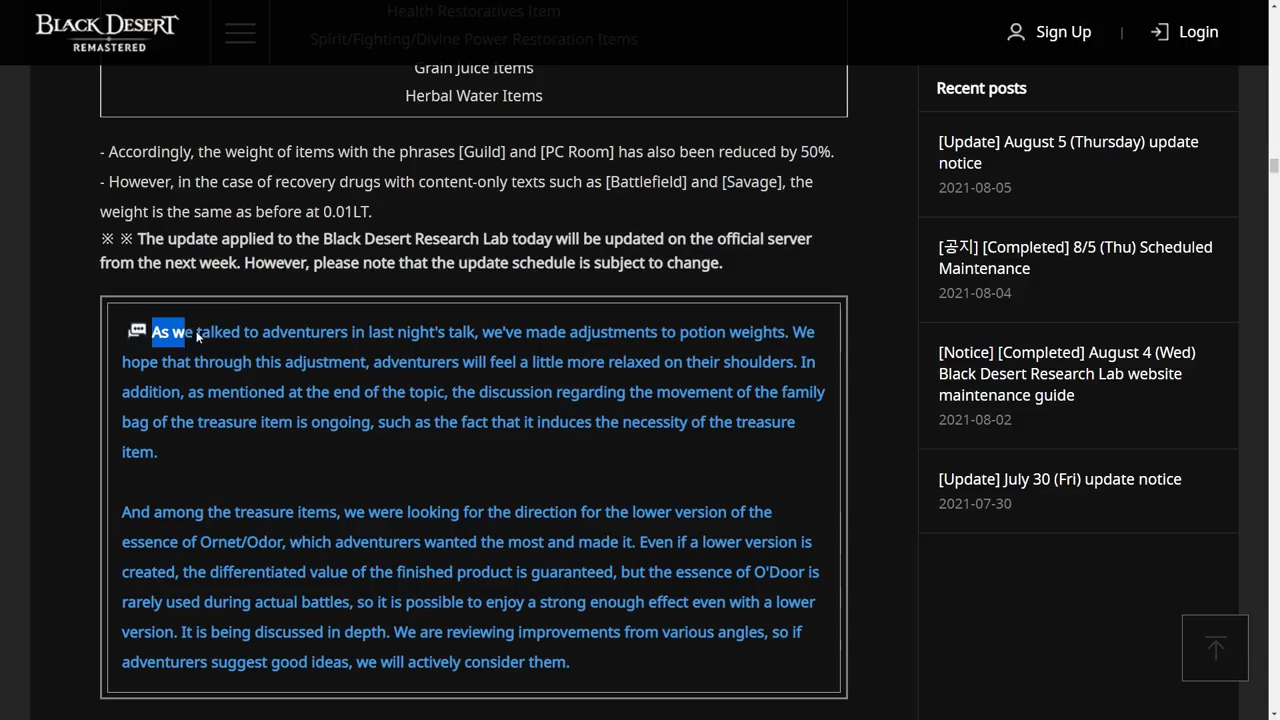 BLACK DESERT
REMASTERED
Sign Up
|
Login
Health Restoratives Item
Spirit/Fighting/Divine Power Restoration Items
Grain Juice Items
Herbal Water Items
- Accordingly, the weight of items with the phrases [Guild] and [PC Room] has also been reduced by 50%.
- However, in the case of recovery drugs with content-only texts such as [Battlefield] and [Savage], the
weight is the same as before at 0.01LT.
※ ※ The update applied to the Black Desert Research Lab today will be updated on the official server
from the next week. However, please note that the update schedule is subject to change.
As we talked to adventurers in last night's talk, we've made adjustments to potion weights. We
hope that through this adjustment, adventurers will feel a little more relaxed on their shoulders. In
addition, as mentioned at the end of the topic, the discussion regarding the movement of the family
bag of the treasure item is ongoing, such as the fact that it induces the necessity of the treasure
item.
And among the treasure items, we were looking for the direction for the lower version of the
essence of Ornet/Odor, which adventurers wanted the most and made it. Even if a lower version is
created, the differentiated value of the finished product is guaranteed, but the essence of O'Door is
rarely used during actual battles, so it is possible to enjoy a strong enough effect even with a lower
version. It is being discussed in depth. We are reviewing improvements from various angles, so if
adventurers suggest good ideas, we will actively consider them.
Recent posts
[Update] August 5 (Thursday) update
notice
2021-08-05
[공지] [Completed] 8/5 (Thu) Scheduled
Maintenance
2021-08-04
[Notice] [Completed] August 4 (Wed)
Black Desert Research Lab website
maintenance guide
2021-08-02
[Update] July 30 (Fri) update notice
2021-07-30